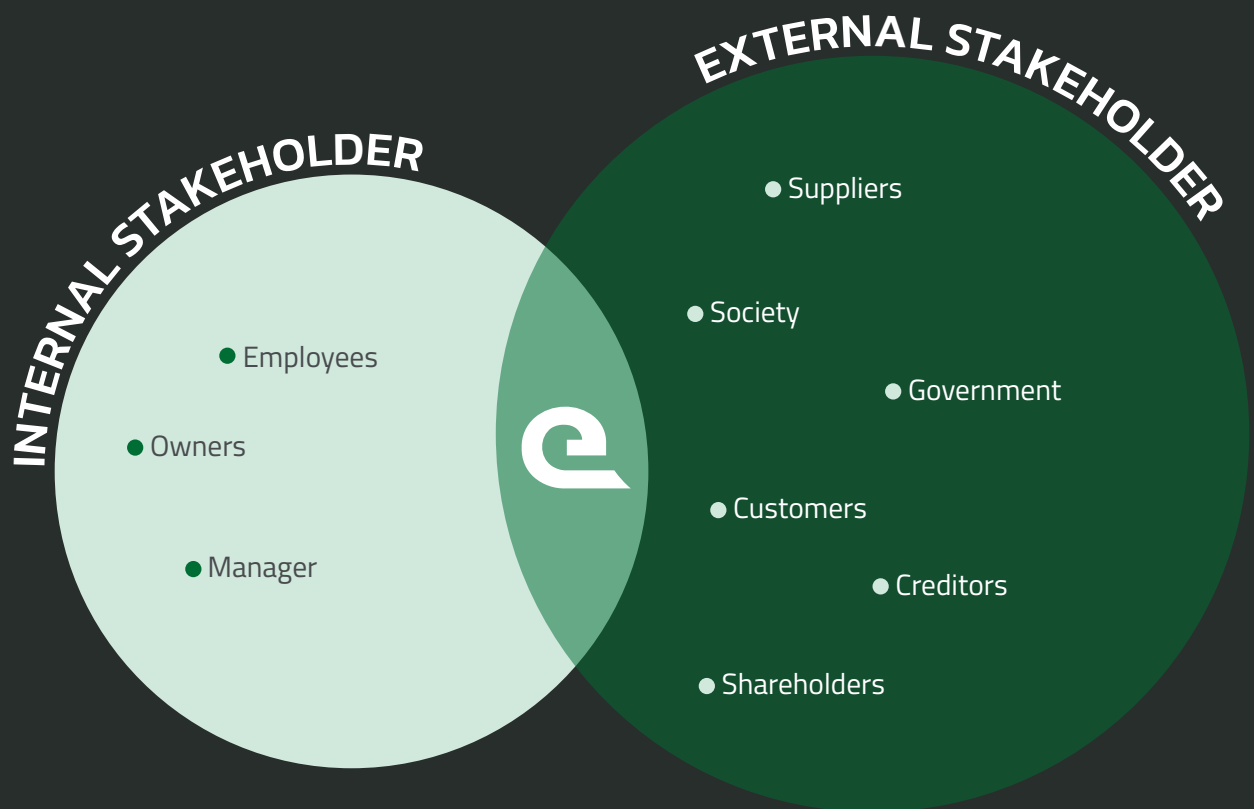 INTERNAL STAKEHOLDER
Employees
Owners
Manager
EXTERNAL STAKEHOLDER
Suppliers
Society
Government
Customers
Creditors
Shareholders